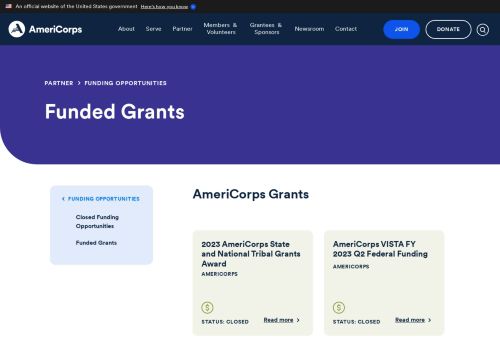 An official website of the United States government Here's how you know
AmeriCorps
About Serve Partner Members & Volunteers Grantees & Sponsors Newsroom Contact JOIN DONATE
PARTNER > FUNDING OPPORTUNITIES
Funded Grants
FUNDING OPPORTUNITIES
Closed Funding
Opportunities
Funded Grants
AmeriCorps Grants
2023 AmeriCorps State
and National Tribal Grants
Award
AMERICORPS
STATUS: CLOSED Read more
AmeriCorps VISTA FY
2023 Q2 Federal Funding
AMERICORPS
STATUS: CLOSED Read more